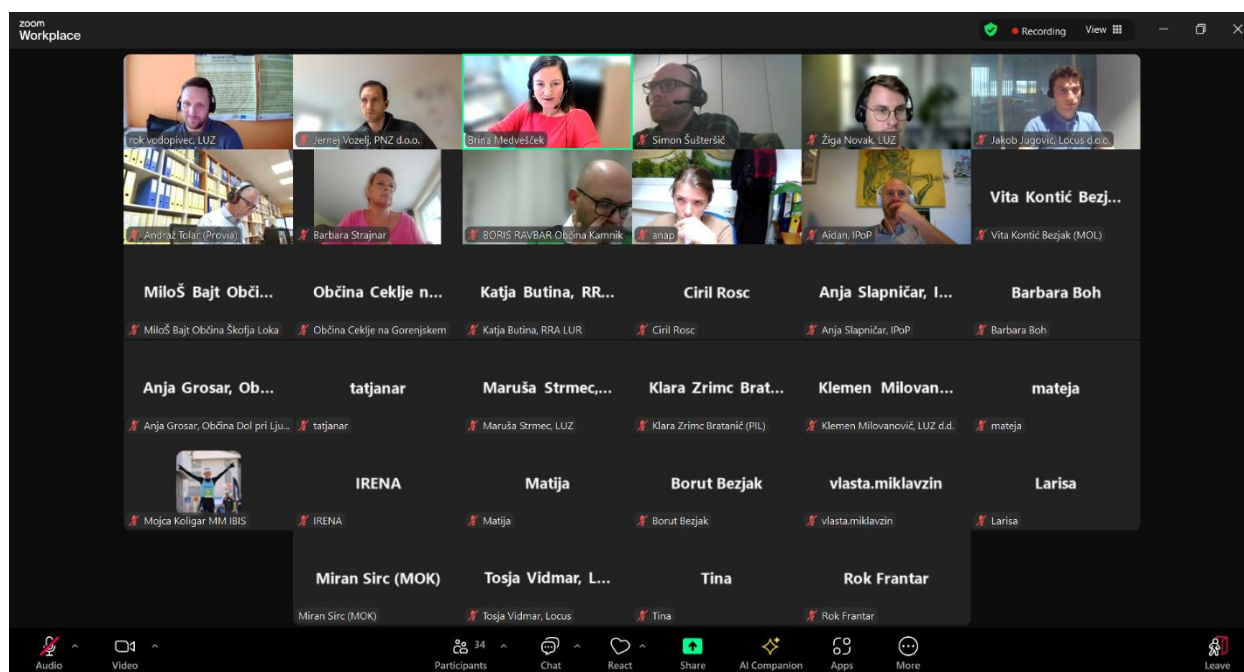 zoom
Workplace
Recording View
rok vodopivec, LUZ
Jernej Vozelj, PNZ d.o.o.
Brina Medvešček
Simon Šušteršič
Žiga Novak, LUZ
Jakob Jugovic, Locus d.o.o.
Andraž Tolar (Provia)
Barbara Strajnar
BORIS RAVBAR Občina Kamnik
anap
Aidan, IPoP
Vita Kontić Bezj...
Vita Kontić Bezjak (MOL)
MiloŠ Bajt Obči...
Občina Ceklje n...
Katja Butina, RR...
Ciril Rosc
Anja Slapničar, I...
Barbara Boh
MiloŠ Bajt Občina Škofja Loka
Občina Ceklje na Gorenjskem
Katja Butina, RRA LUR
Ciril Rosc
Anja Slapničar, IPoP
Barbara Boh
Anja Grosar, Ob...
tatjanar
Maruša Strmec,...
Klara Zrimc Brat...
Klemen Milovan...
mateja
Anja Grosar, Občina Dol pri Lju...
tatjanar
Maruša Strmec, LUZ
Klara Zrimc Bratanić (PIL)
Klemen Milovanovič, LUZ d.d.
mateja
IRENA
Matija
Borut Bezjak
vlasta.miklavzin
Larisa
Mojca Koligar MM IBIS
IRENA
Matija
Borut Bezjak
vlasta.miklavzin
Larisa
Miran Sirc (MOK)
Tosja Vidmar, L...
Tina
Rok Frantar
Miran Sirc (MOK)
Tosja Vidmar, Locus
Tina
Rok Frantar
Audio
Video
34
Participants
Chat
React
Share
AI Companion
Apps
More
Leave